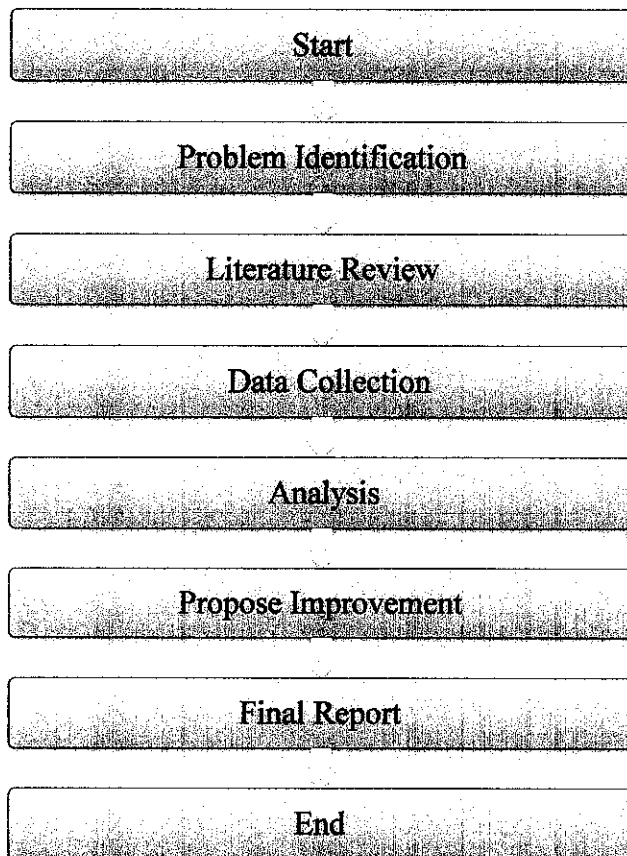 Start
Problem Identification
Literature Review
Data Collection
Analysis
Propose Improvement
Final Report
End